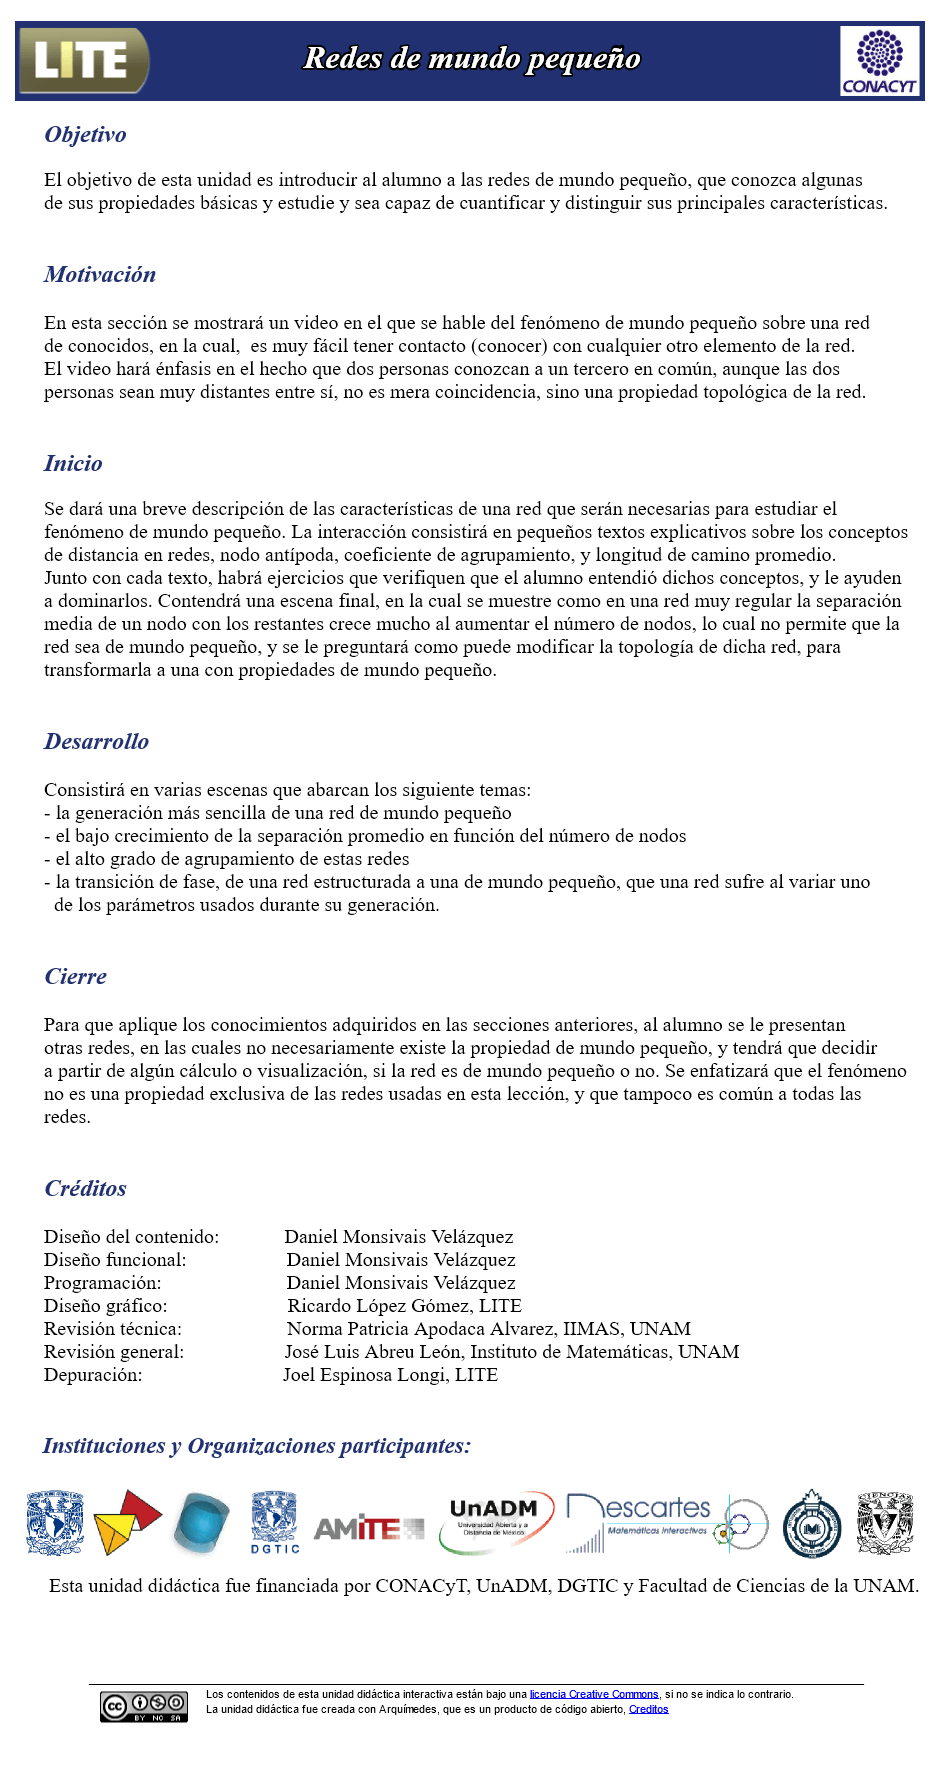 LITE
Redes de mundo pequeño
CONACYT
Objetivo
El objetivo de esta unidad es introducir al alumno a las redes de mundo pequeño, que conozca algunas
de sus propiedades básicas y estudie y sea capaz de cuantificar y distinguir sus principales características.
Motivación
En esta sección se mostrará un video en el que se hable del fenómeno de mundo pequeño sobre una red
de conocidos, en la cual,  es muy fácil tener contacto (conocer) con cualquier otro elemento de la red.
El video hará énfasis en el hecho que dos personas conozcan a un tercero en común, aunque las dos
personas sean muy distantes entre sí, no es mera coincidencia, sino una propiedad topológica de la red.
Inicio
Se dará una breve descripción de las características de una red que serán necesarias para estudiar el
fenómeno de mundo pequeño. La interacción consistirá en pequeños textos explicativos sobre los conceptos
de distancia en redes, nodo antípoda, coeficiente de agrupamiento, y longitud de camino promedio.
Junto con cada texto, habrá ejercicios que verifiquen que el alumno entendió dichos conceptos, y le ayuden
a dominarlos. Contendrá una escena final, en la cual se muestre como en una red muy regular la separación
media de un nodo con los restantes crece mucho al aumentar el número de nodos, lo cual no permite que la
red sea de mundo pequeño, y se le preguntará como puede modificar la topología de dicha red, para
transformarla a una con propiedades de mundo pequeño.
Desarrollo
Consistirá en varias escenas que abarcan los siguiente temas:
- la generación más sencilla de una red de mundo pequeño
- el bajo crecimiento de la separación promedio en función del número de nodos
- el alto grado de agrupamiento de estas redes
- la transición de fase, de una red estructurada a una de mundo pequeño, que una red sufre al variar uno
de los parámetros usados durante su generación.
Cierre
Para que aplique los conocimientos adquiridos en las secciones anteriores, al alumno se le presentan
otras redes, en las cuales no necesariamente existe la propiedad de mundo pequeño, y tendrá que decidir
a partir de algún cálculo o visualización, si la red es de mundo pequeño o no. Se enfatizará que el fenómeno
no es una propiedad exclusiva de las redes usadas en esta lección, y que tampoco es común a todas las
redes.
Créditos
Diseño del contenido: Daniel Monsivais Velázquez
Diseño funcional: Daniel Monsivais Velázquez
Programación: Daniel Monsivais Velázquez
Diseño gráfico: Ricardo López Gómez, LITE
Revisión técnica: Norma Patricia Apodaca Alvarez, IIMAS, UNAM
Revisión general: José Luis Abreu León, Instituto de Matemáticas, UNAM
Depuración: Joel Espinosa Longi, LITE
Instituciones y Organizaciones participantes:
DGTIC
AMITE
UnADM
Universidad Abierta y a
Distancia de México
Descartes
Matemáticas Interactivas
CIENCIAS
Esta unidad didáctica fue financiada por CONACyT, UnADM, DGTIC y Facultad de Ciencias de la UNAM.
cc BY NC SA
Los contenidos de esta unidad didáctica interactiva están bajo una licencia Creative Commons, si no se indica lo contrario.
La unidad didáctica fue creada con Arquímedes, que es un producto de código abierto, Creditos